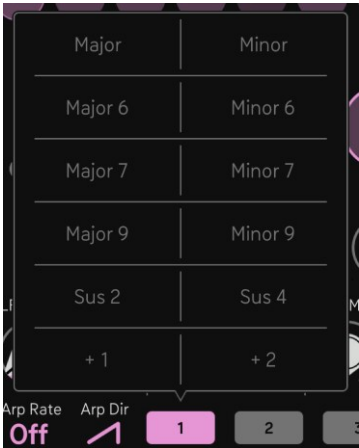 Major Minor
Major 6 Minor 6
Major 7 Minor 7
Major 9 Minor 9
Sus 2 Sus 4
+ 1 + 2
Arp Rate Arp Dir
Off 1 2